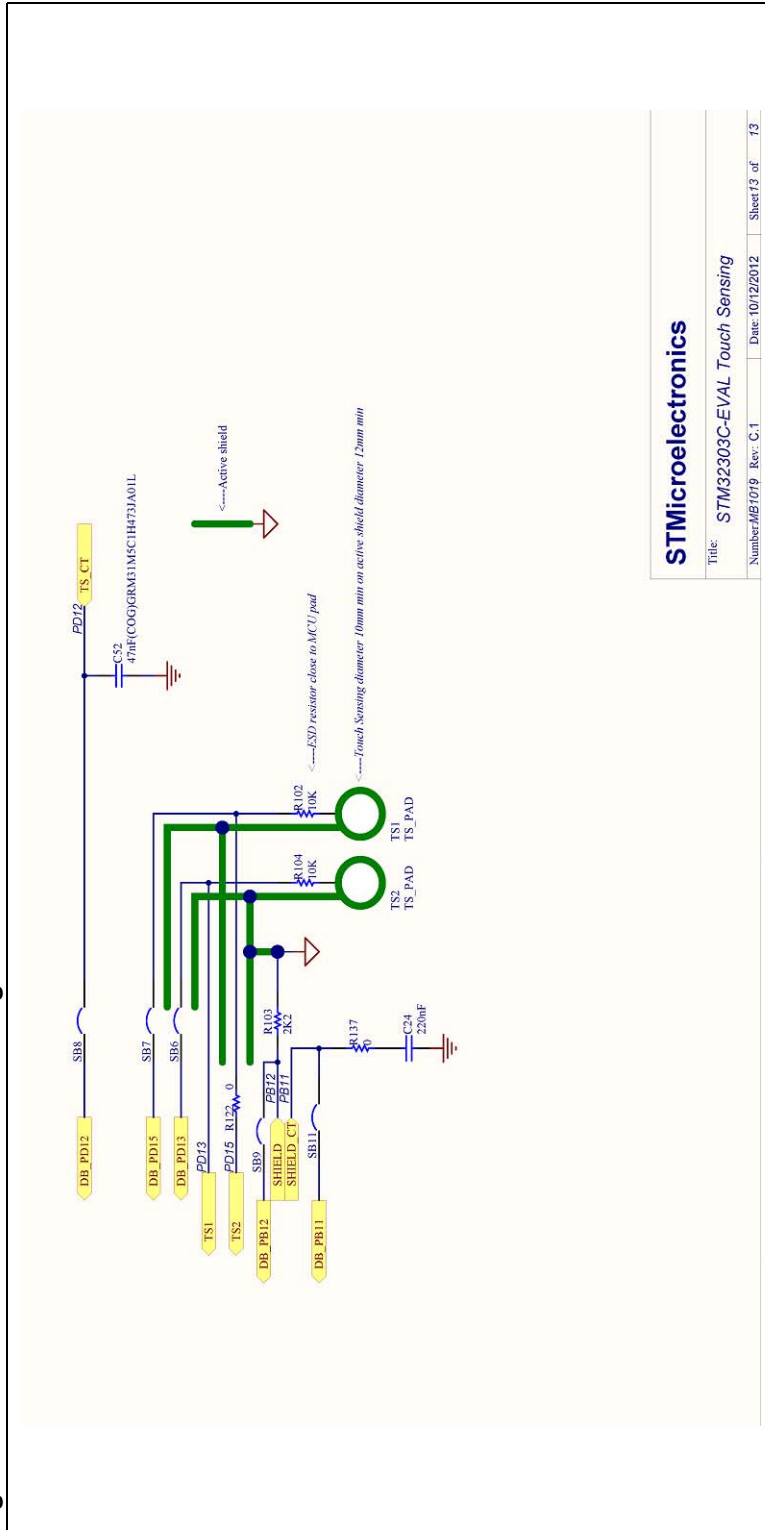 TS_CT
PD12
C52
47nF(COG)GRM31M5C1H473JA01L
<----Active shield
SB8
DB_PD12
SB7
DB_PD15
SB6
DB_PD13
R102
10K
<----ESD resistor close to MCU pad
R104
10K
TS1
TS_PAD
<----Touch Sensing diameter 10mm min on active shield diameter 12mm min
TS2
TS_PAD
TS1
PD13
TS2
PD15
R122
0
R103
2K2
SB9
DB_PB12
PB12
SHIELD
PB11
SHIELD_CT
SB11
DB_PB11
R137
0
C24
220nF
STMicroelectronics
Title:
STM32303C-EVAL Touch Sensing
Number:MB1019 Rev: C.1
Date:10/12/2012
Sheet13 of 13